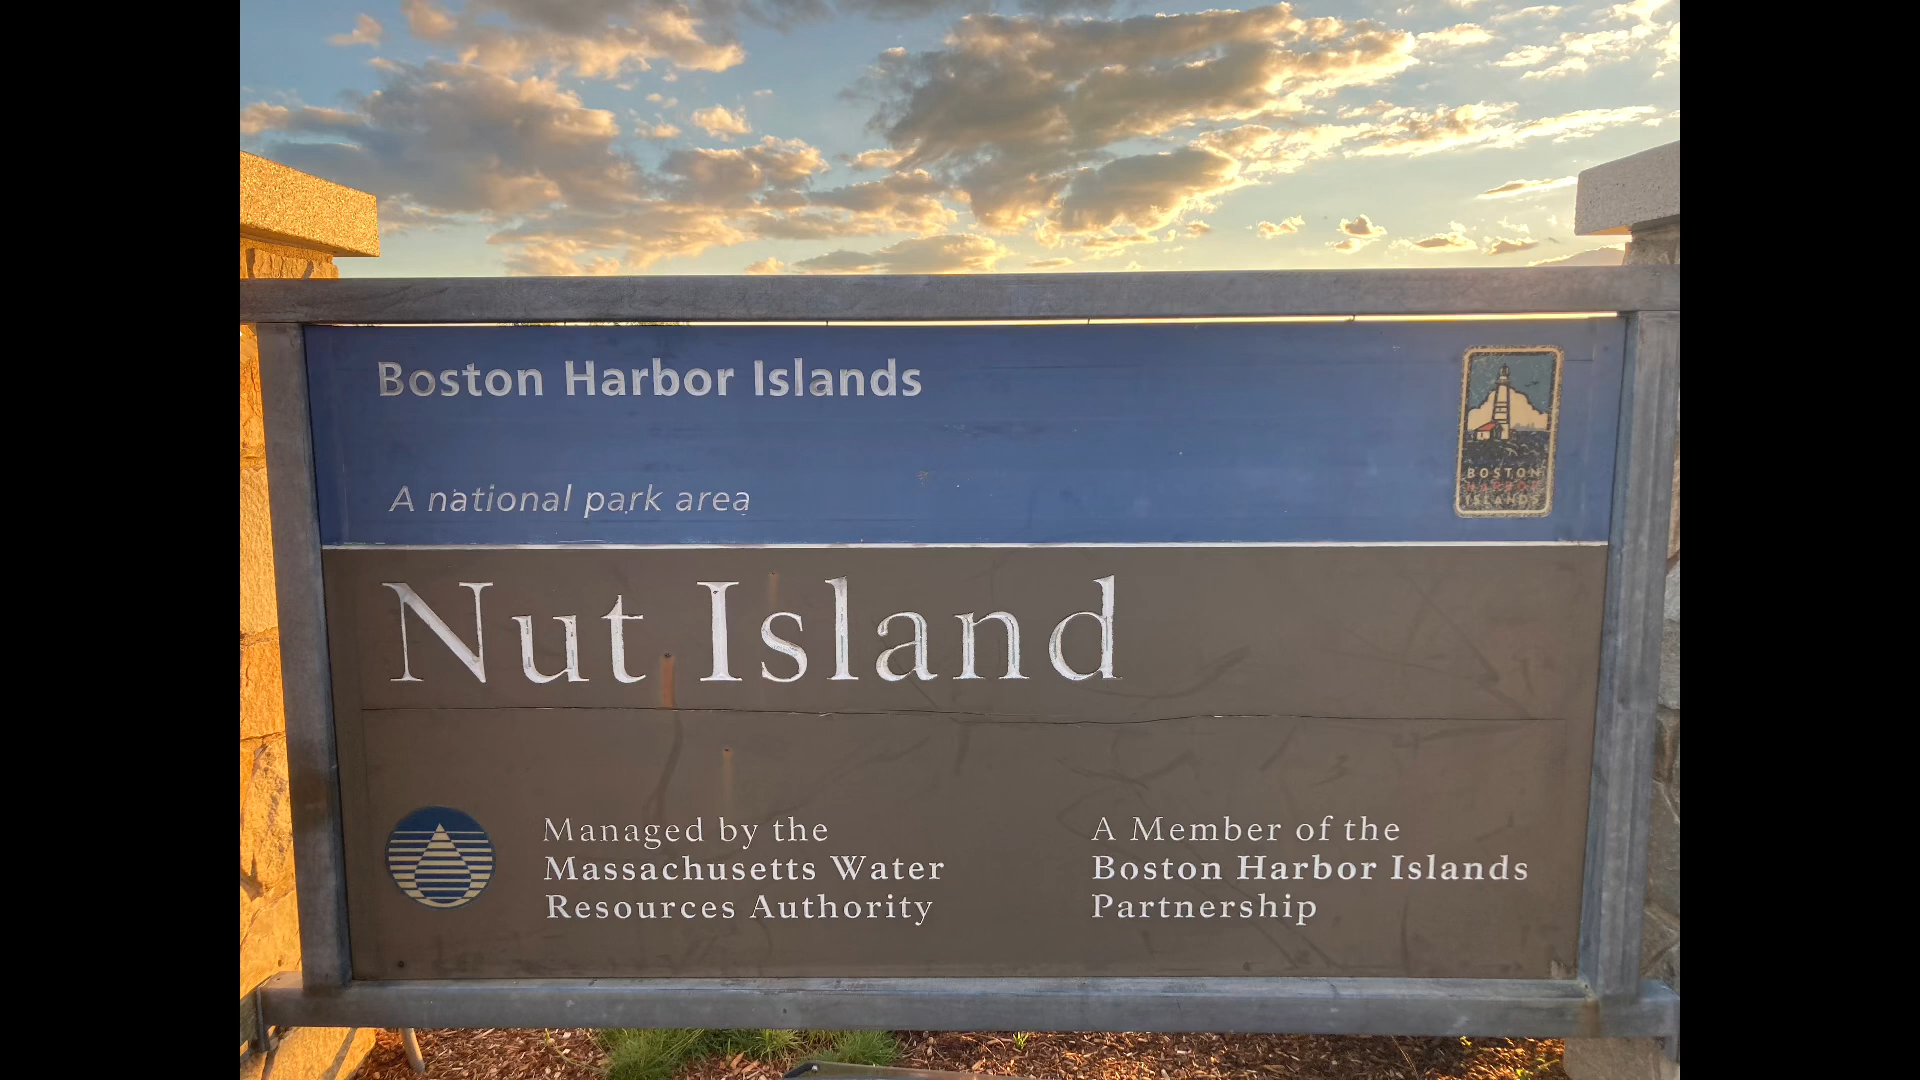 Boston Harbor Islands
A national park area
BOSTON
HARBOR
ISLANDS
Nut Island
Managed by the
Massachusetts Water
Resources Authority
A Member of the
Boston Harbor Islands
Partnership